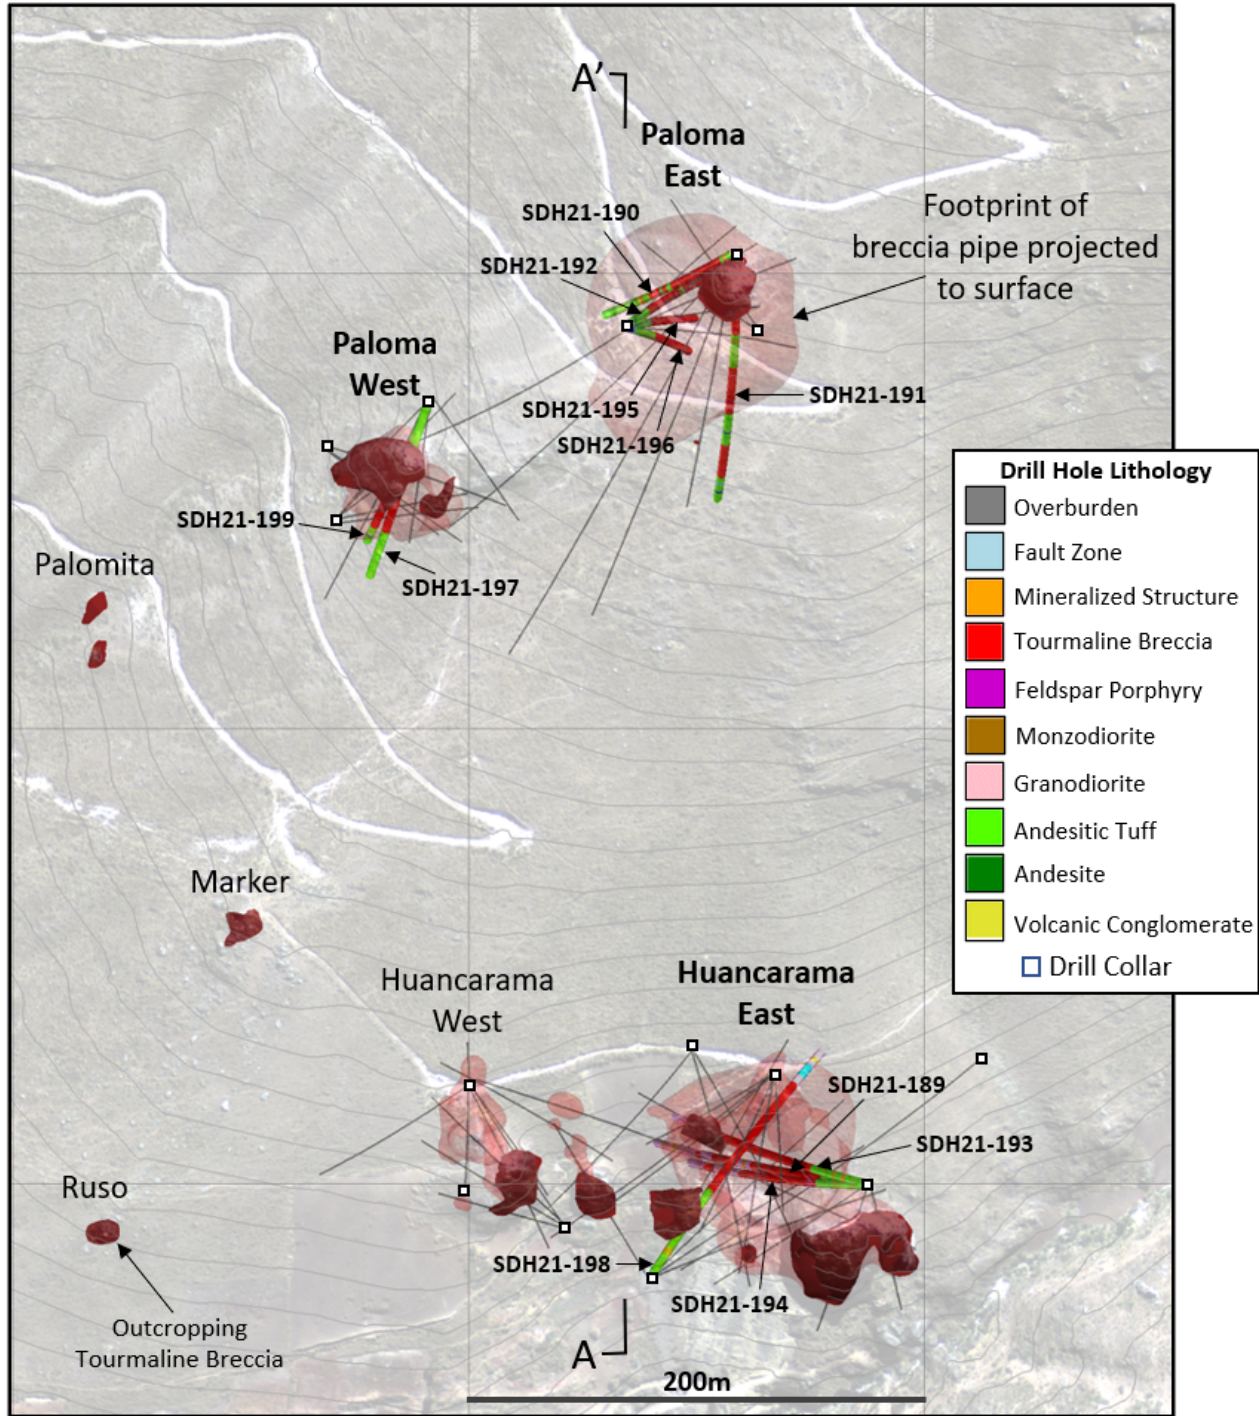 A’
Paloma
East
SDH21-190
Footprint of
breccia pipe projected
to surface
SDH21-192
Paloma
West
SDH21-191
SDH21-195
SDH21-196
SDH21-199
SDH21-197
Palomita
Drill Hole Lithology
Overburden
Fault Zone
Mineralized Structure
Tourmaline Breccia
Feldspar Porphyry
Monzodiorite
Granodiorite
Andesitic Tuff
Andesite
Volcanic Conglomerate
Drill Collar
Marker
Huancarama
West
Huancarama
East
SDH21-189
SDH21-193
Ruso
SDH21-198
SDH21-194
Outcropping
Tourmaline Breccia
A
200m